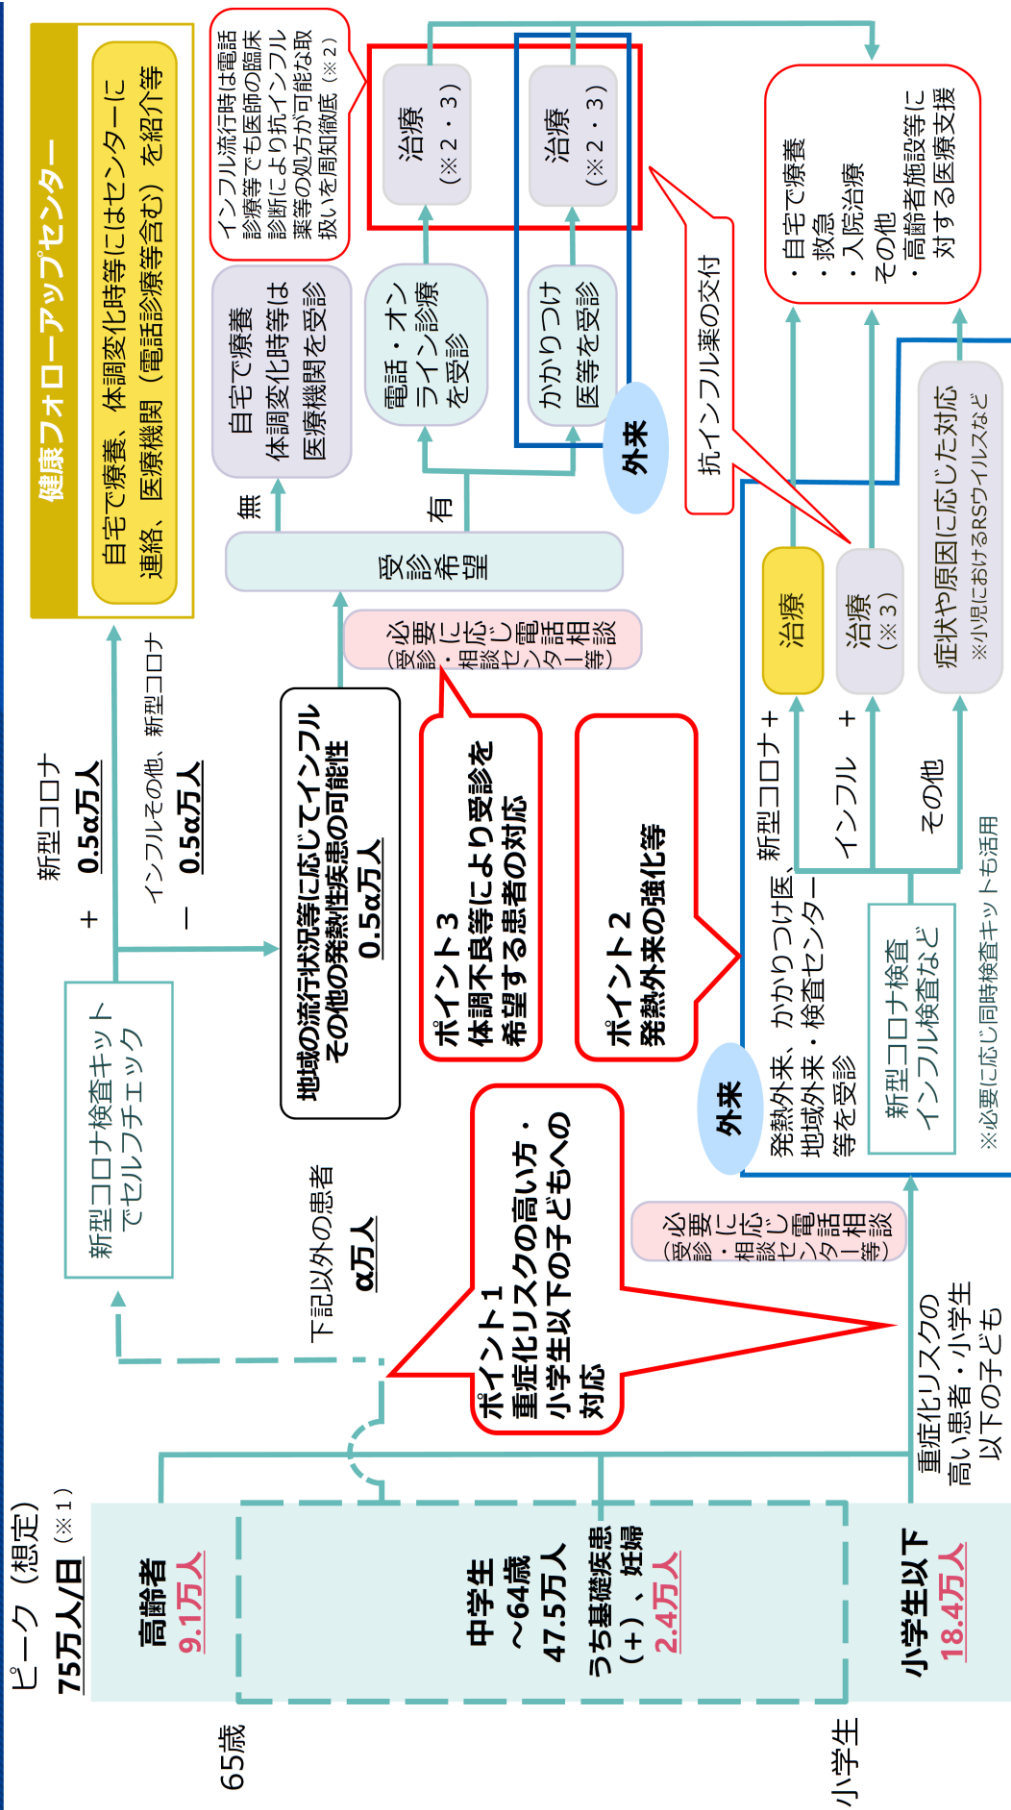 ピーク（想定）
75万人/日（※１）
65歳
小学生
高齢者
9.1万人
中学生
～64歳
47.5万人
うち基礎疾患
（+）、妊婦
2.4万人
小学生以下
18.4万人
下記以外の患者
α万人
新型コロナ検査キット
でセルフチェック
＋
新型コロナ
0.5α万人
－
インフルその他、新型コロナ
0.5α万人
健康フォローアップセンター
自宅で療養、体調変化時等にはセンターに
連絡、医療機関（電話診療等含む）を紹介等
地域の流行状況等に応じてインフル
その他の発熱性疾患の可能性
0.5α万人
必要に応じ電話相談
（受診・相談センター等）
受診希望
無
有
自宅で療養
体調変化時等は
医療機関を受診
電話・オン
ライン診療
を受診
かかりつけ
医等を受診
外来
インフル流行時は電話
診療等でも医師の臨床
診断により抗インフル
薬等の処方が可能な取
扱いを周知徹底（※２）
治療
（※２・３）
治療
（※２・３）
ポイント１
重症化リスクの高い方・
小学生以下の子どもへの
対応
ポイント３
体調不良等により受診を
希望する患者の対応
ポイント２
発熱外来の強化等
重症化リスクの
高い患者・小学生
以下の子ども
必要に応じ電話相談
（受診・相談センター等）
外来
発熱外来、かかりつけ医、
地域外来・検査センター
等を受診
新型コロナ検査
インフル検査など
※必要に応じ同時検査キットも活用
新型コロナ＋
インフル　＋
その他
治療
治療
（※３）
症状や原因に応じた対応
※小児におけるRSウイルスなど
抗インフル薬の交付
・自宅で療養
・救急
・入院治療
その他
・高齢者施設等に
対する医療支援